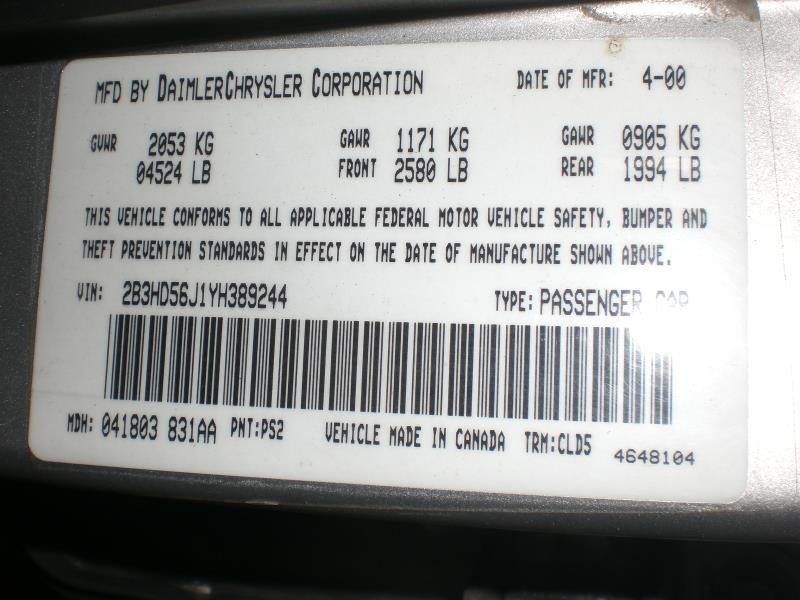 MFD BY DAIMLERCHRYSLER CORPORATION DATE OF MFR: 4-00
GVWR 2053 KG GAWR 1171 KG GAWR 0905 KG
04524 LB FRONT 2580 LB REAR 1994 LB
THIS VEHICLE CONFORMS TO ALL APPLICABLE FEDERAL MOTOR VEHICLE SAFETY, BUMPER AND
THEFT PREVENTION STANDARDS IN EFFECT ON THE DATE OF MANUFACTURE SHOWN ABOVE.
VIN: 2B3HD56J1YH389244 TYPE: PASSENGER CAR
MDH: 041803 831AA PNT:PS2 VEHICLE MADE IN CANADA TRM:CLD5 4648104